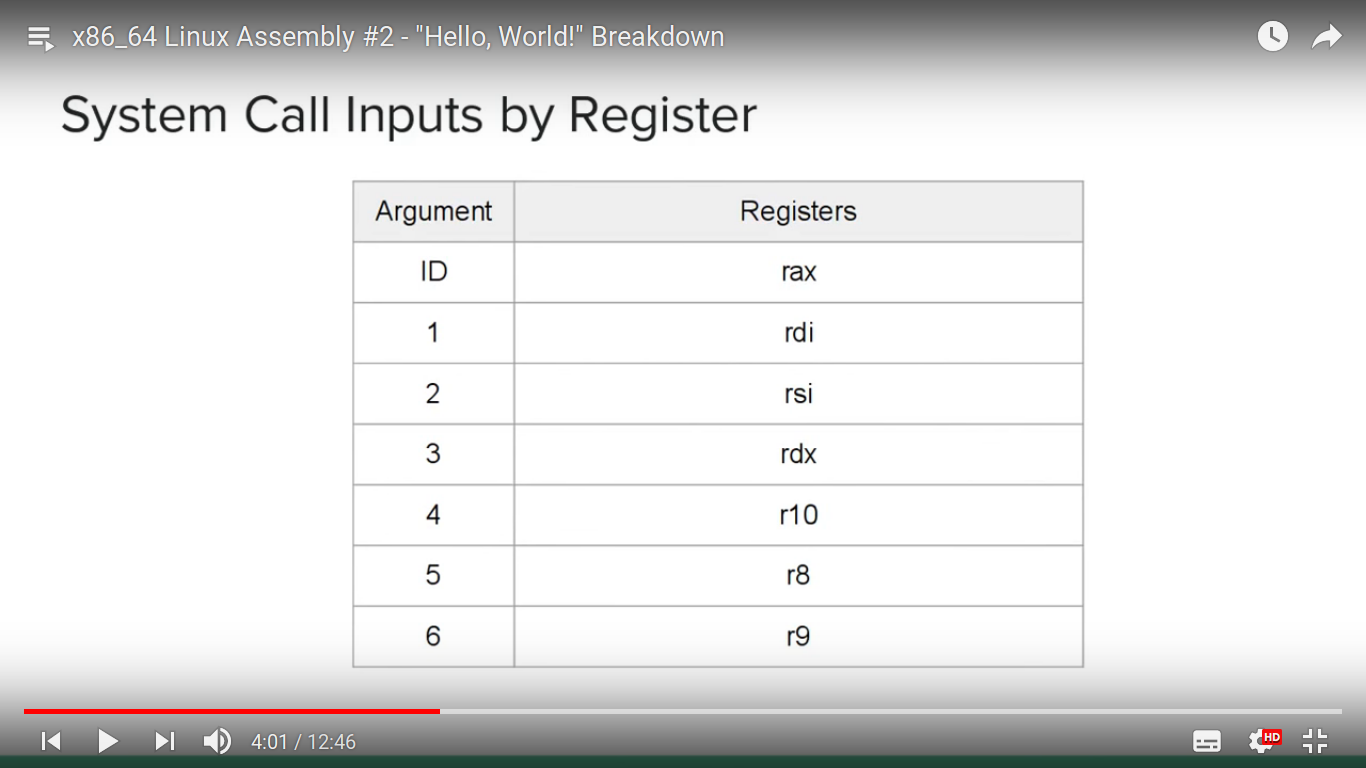 x86_64 Linux Assembly #2 - "Hello, World!" Breakdown
System Call Inputs by Register
Argument Registers
ID rax
1 rdi
2 rsi
3 rdx
4 r10
5 r8
6 r9
4:01 / 12:46
HD